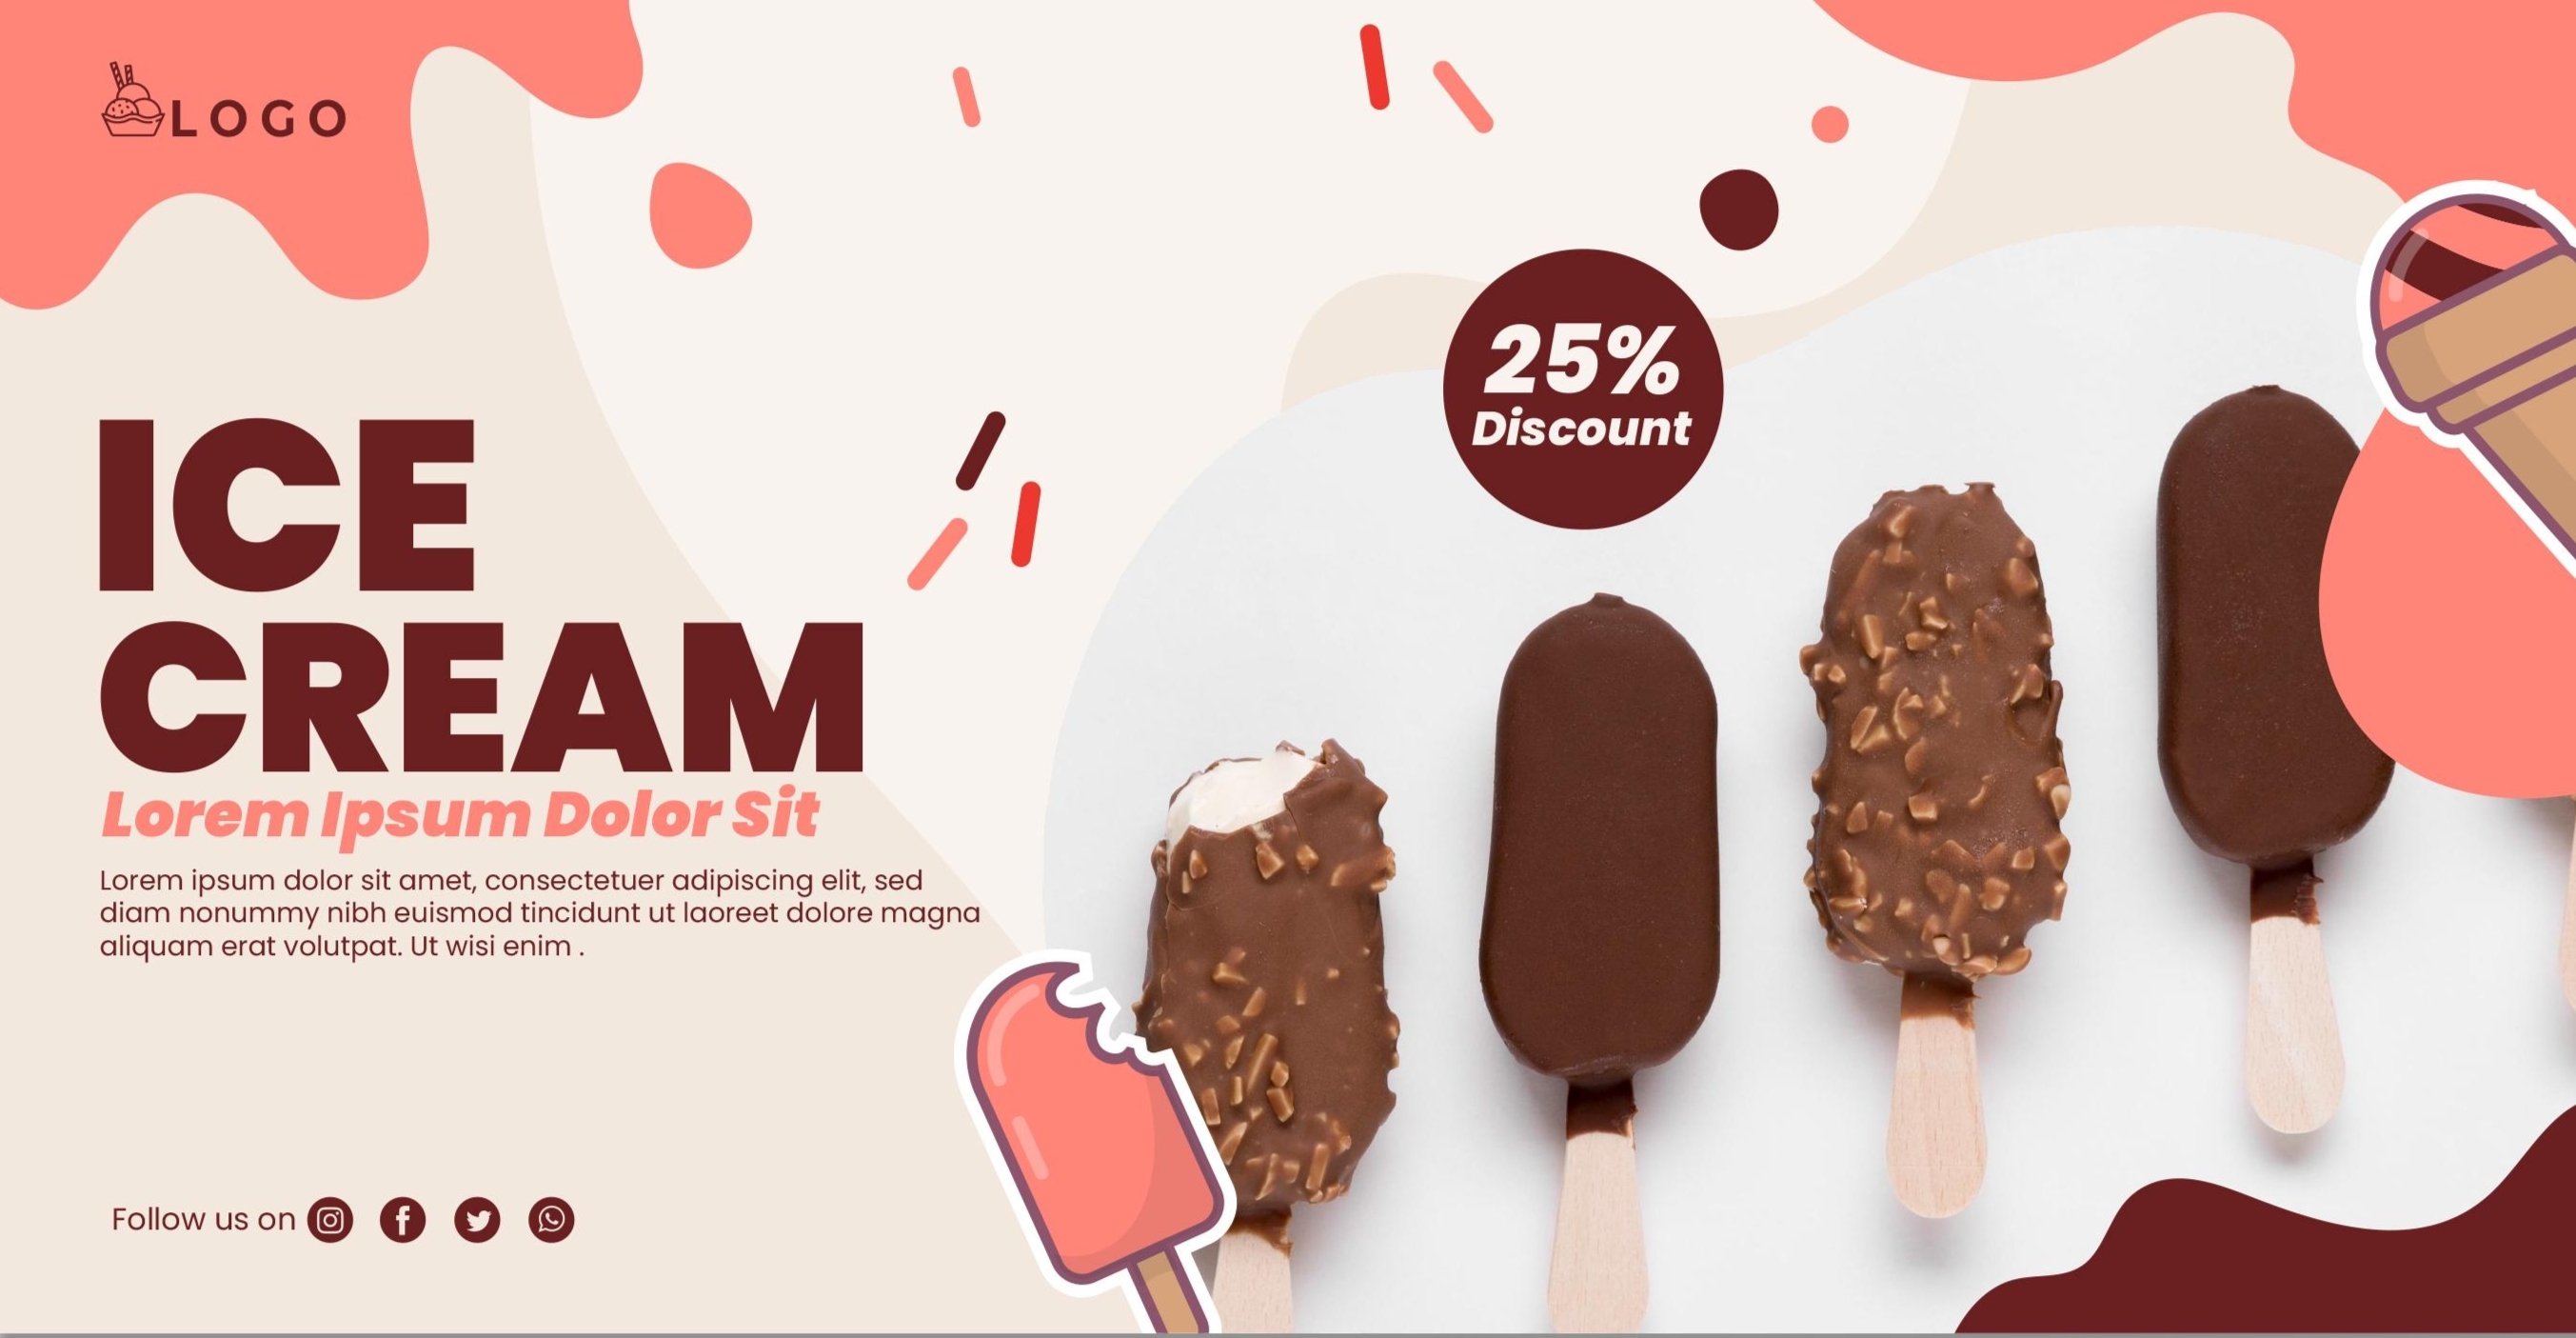 LOGO
25%
Discount
ICE
CREAM
Lorem Ipsum Dolor Sit
Lorem ipsum dolor sit amet, consectetuer adipiscing elit, sed
diam nonummy nibh euismod tincidunt ut laoreet dolore magna
aliquam erat volutpat. Ut wisi enim .
Follow us on